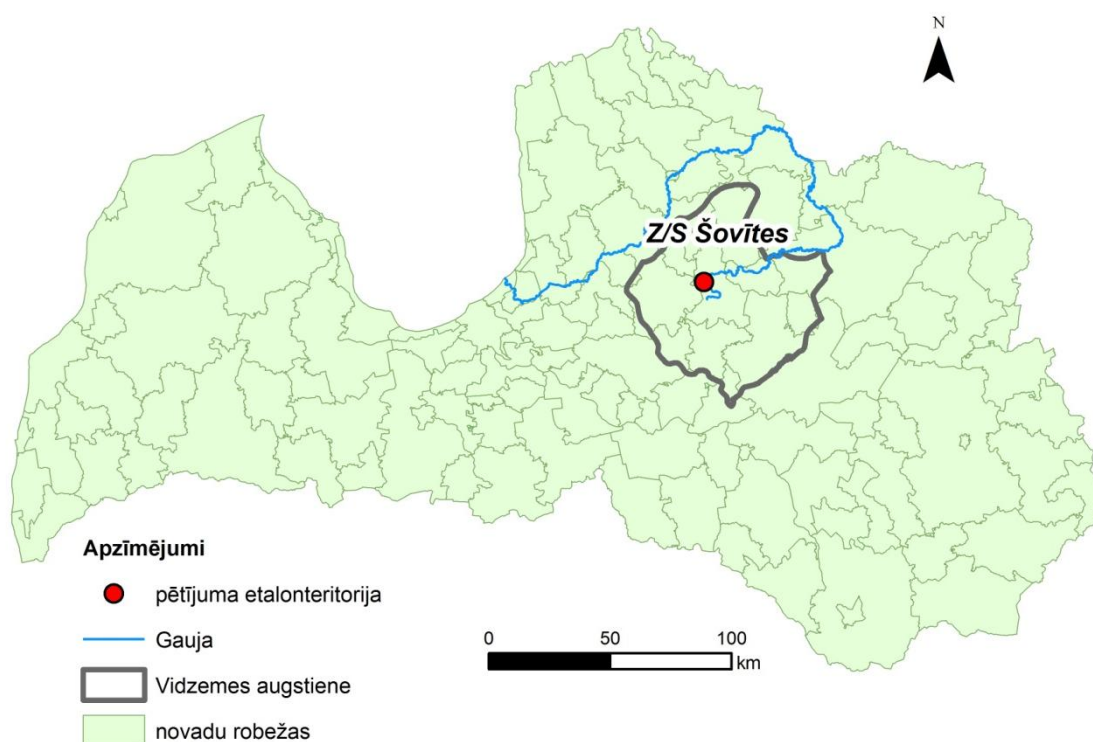 N
Z/S Šovītes
Apzīmējumi
pētījuma etalonteritorija
Gauja
Vidzemes augstiene
novadu robežas
0 50 100
km